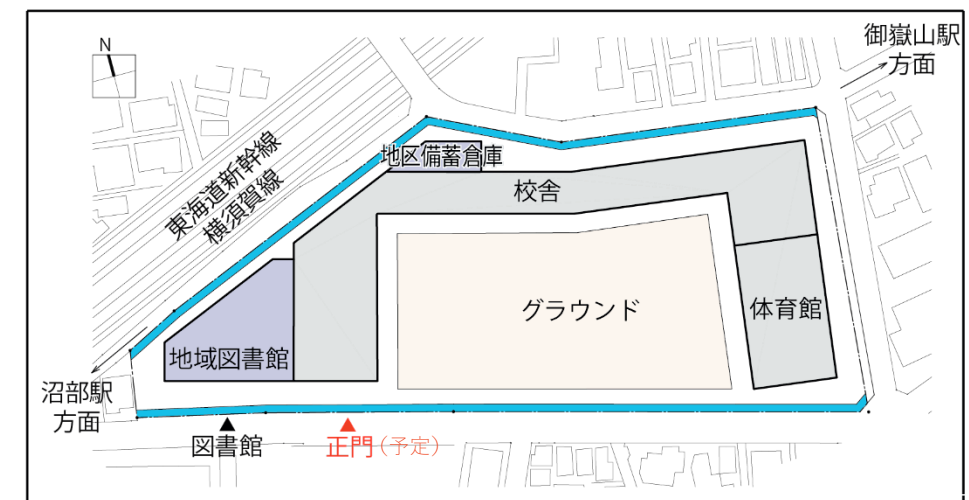 御嶽山駅
方面
N
東海道新幹線
横須賀線
地区備蓄倉庫
校舎
グラウンド
体育館
地域図書館
沼部駅
方面
図書館
正門(予定)